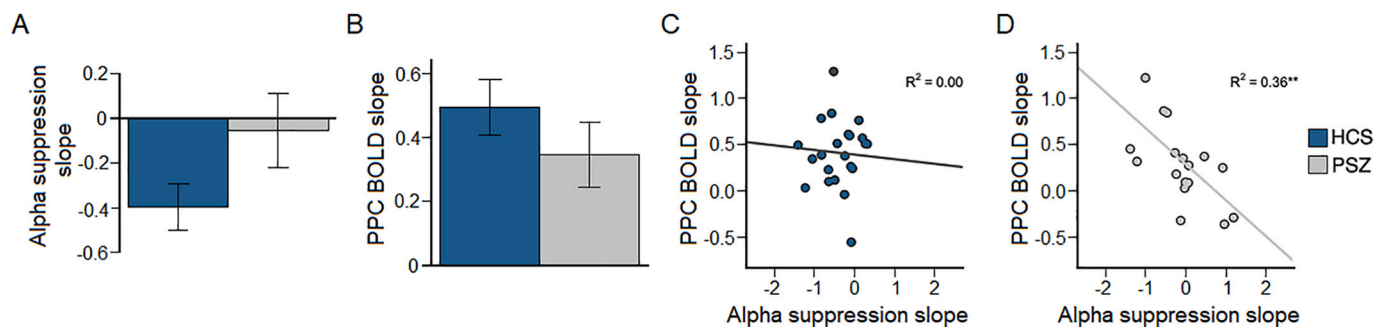 A
Alpha suppression
slope
0.2
0
-0.2
-0.4
-0.6
B
PPC BOLD slope
0.6
0.4
0.2
0
C
PPC BOLD slope
1.5
1.0
0.5
0.0
-0.5
R² = 0.00
-2 -1 0 1 2
Alpha suppression slope
D
PPC BOLD slope
1.5
1.0
0.5
0.0
-0.5
R² = 0.36**
-2 -1 0 1 2
Alpha suppression slope
HCS
PSZ